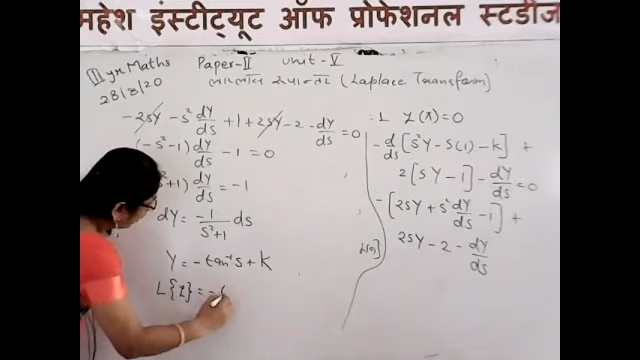 महेश इंस्टीट्यूट ऑफ प्रोफेशनल स्टडीज
III yr Maths
28/8/20
Paper-II Unit-V
लाप्लास रूपान्तर (Laplace Transform)
-2sY - s² dY/ds + 1 + 2sY - 2 - dY/ds = 0
(-s²-1) dY/ds - 1 = 0
s²+1) dY/ds = -1
dY = -1/(s²+1) ds
Y = -tan⁻¹s + K
L{y} = -
(π) = 0
-d/ds [s²Y - s(1) - K] +
2[sY - 1] - dY/ds = 0
-[2sY + s² dY/ds - 1] +
2sY - 2 - dY/ds